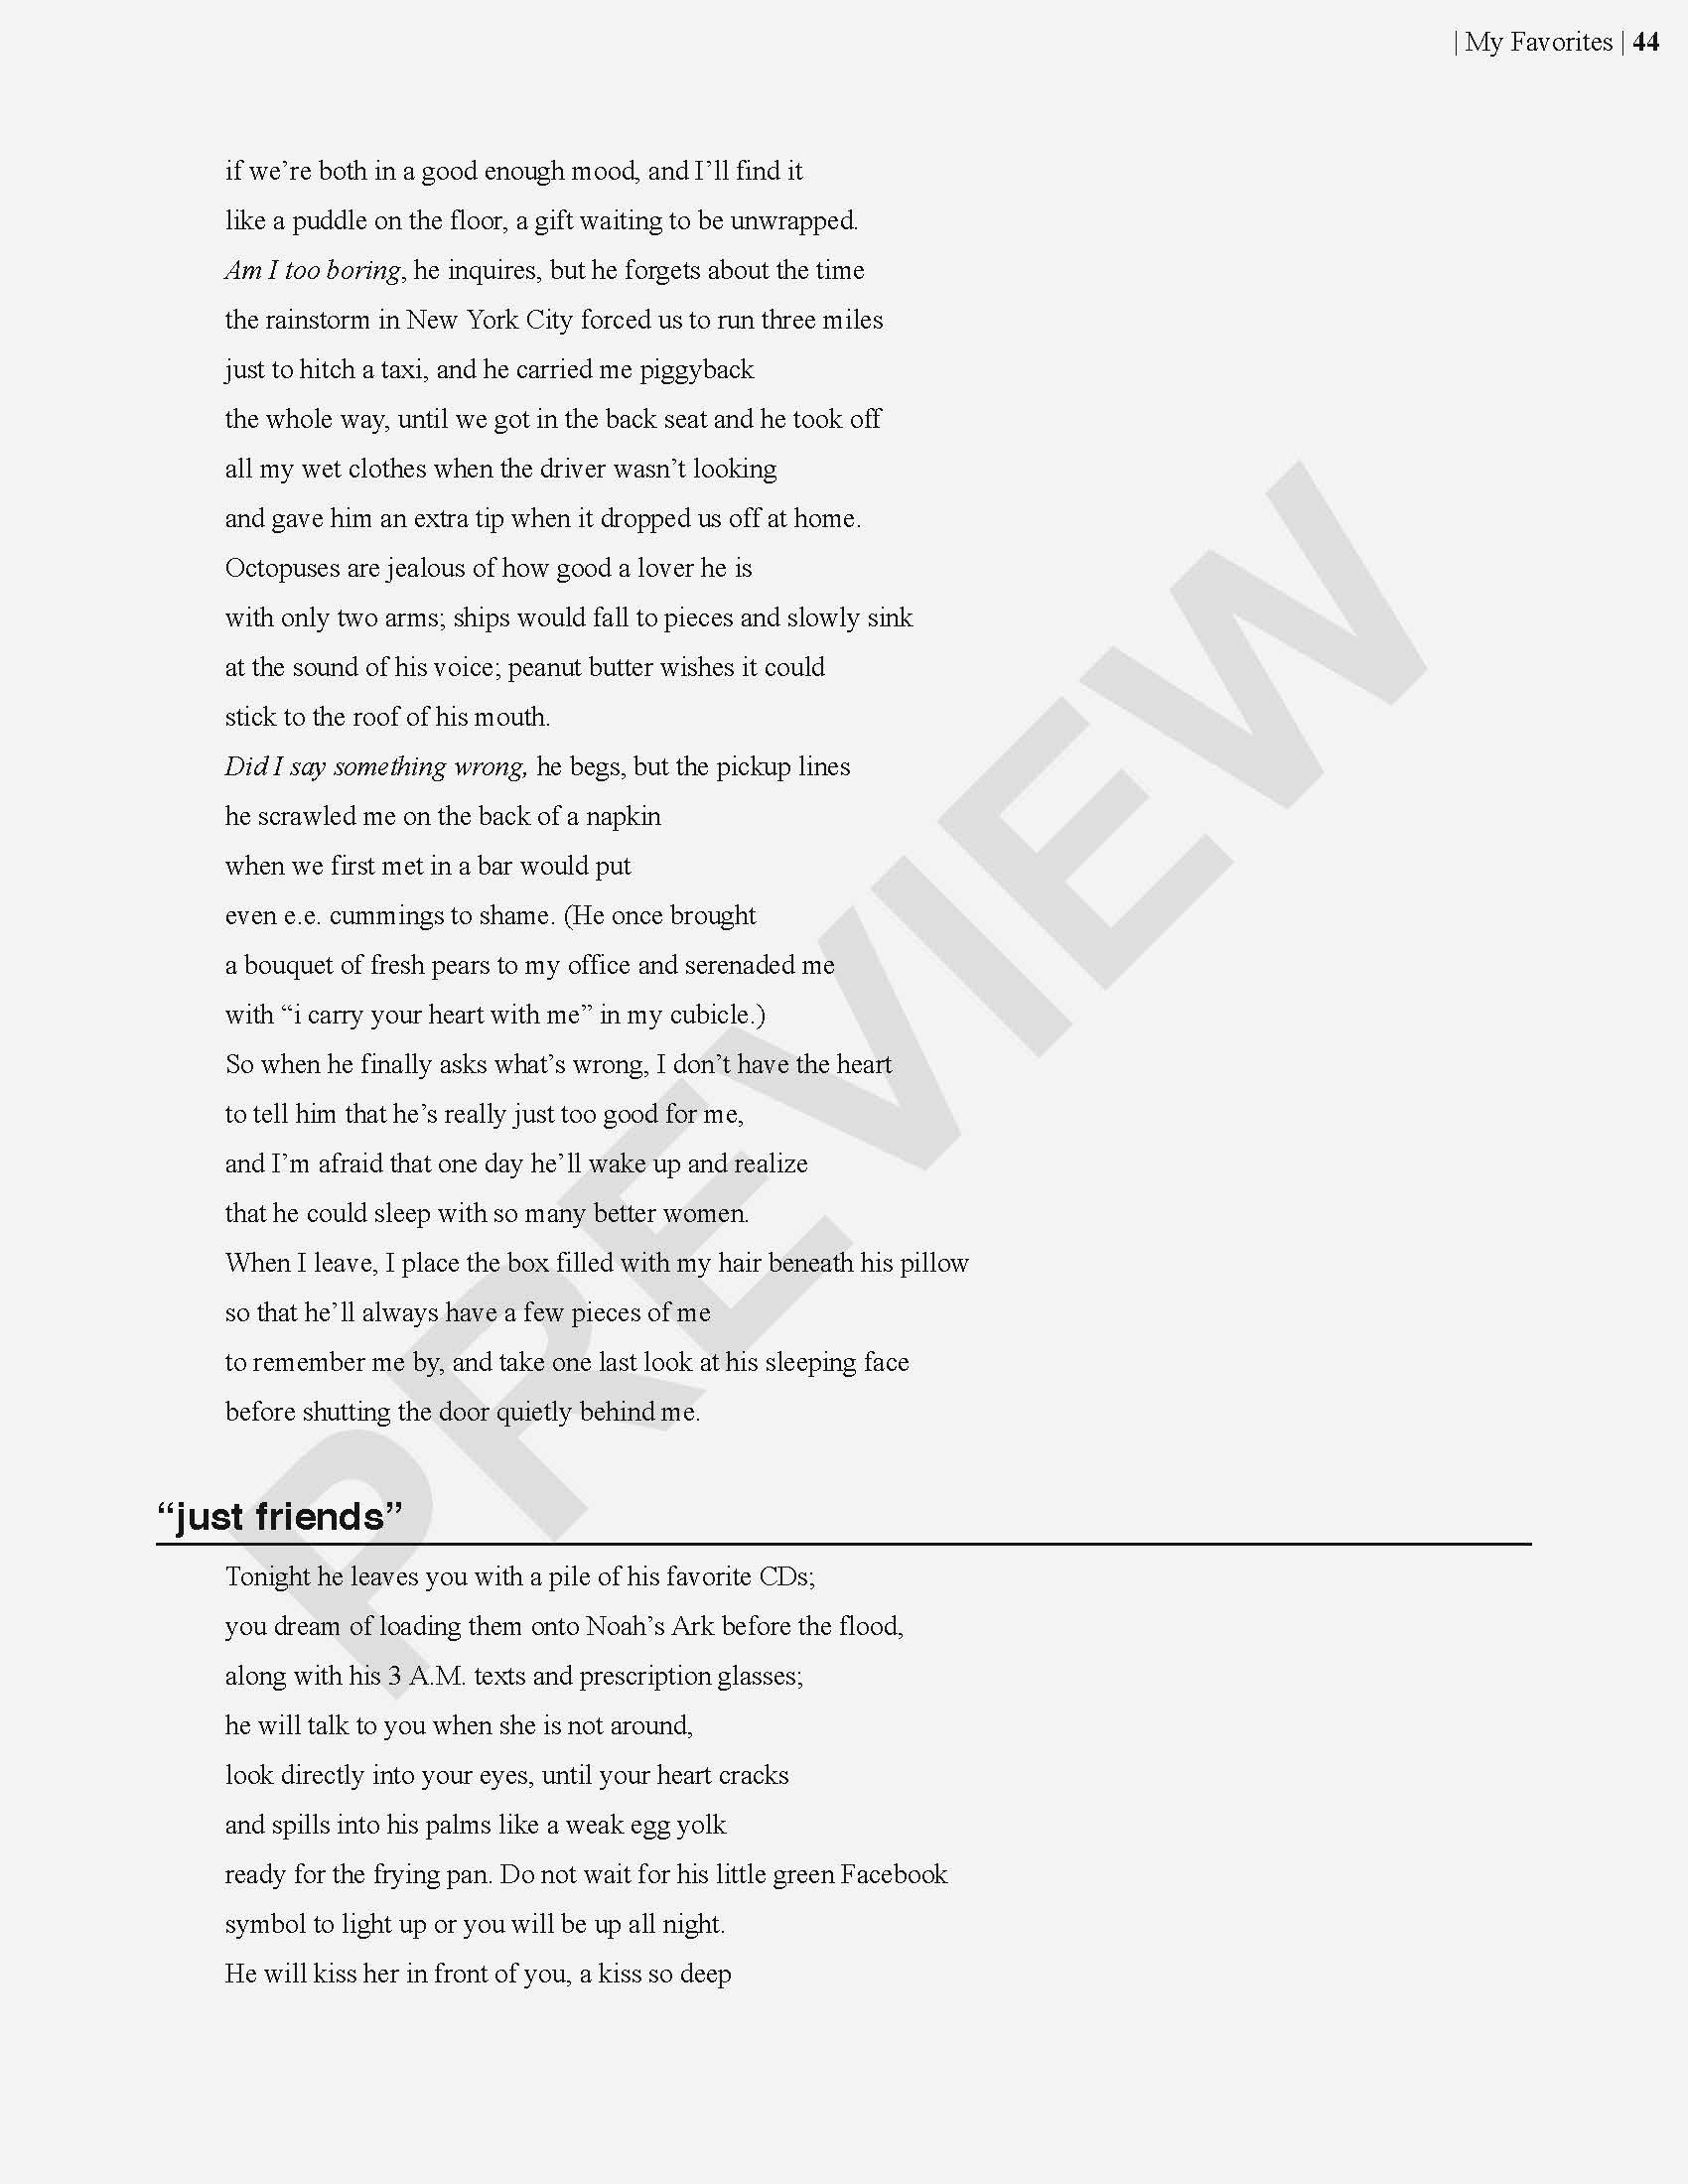 | My Favorites | 44
if we’re both in a good enough mood, and I’ll find it
like a puddle on the floor, a gift waiting to be unwrapped.
Am I too boring, he inquires, but he forgets about the time
the rainstorm in New York City forced us to run three miles
just to hitch a taxi, and he carried me piggyback
the whole way, until we got in the back seat and he took off
all my wet clothes when the driver wasn’t looking
and gave him an extra tip when it dropped us off at home.
Octopuses are jealous of how good a lover he is
with only two arms; ships would fall to pieces and slowly sink
at the sound of his voice; peanut butter wishes it could
stick to the roof of his mouth.
Did I say something wrong, he begs, but the pickup lines
he scrawled me on the back of a napkin
when we first met in a bar would put
even e.e. cummings to shame. (He once brought
a bouquet of fresh pears to my office and serenaded me
with “i carry your heart with me” in my cubicle.)
So when he finally asks what’s wrong, I don’t have the heart
to tell him that he’s really just too good for me,
and I’m afraid that one day he’ll wake up and realize
that he could sleep with so many better women.
When I leave, I place the box filled with my hair beneath his pillow
so that he’ll always have a few pieces of me
to remember me by, and take one last look at his sleeping face
before shutting the door quietly behind me.
“just friends”
Tonight he leaves you with a pile of his favorite CDs;
you dream of loading them onto Noah’s Ark before the flood,
along with his 3 A.M. texts and prescription glasses;
he will talk to you when she is not around,
look directly into your eyes, until your heart cracks
and spills into his palms like a weak egg yolk
ready for the frying pan. Do not wait for his little green Facebook
symbol to light up or you will be up all night.
He will kiss her in front of you, a kiss so deep
PREVIEW